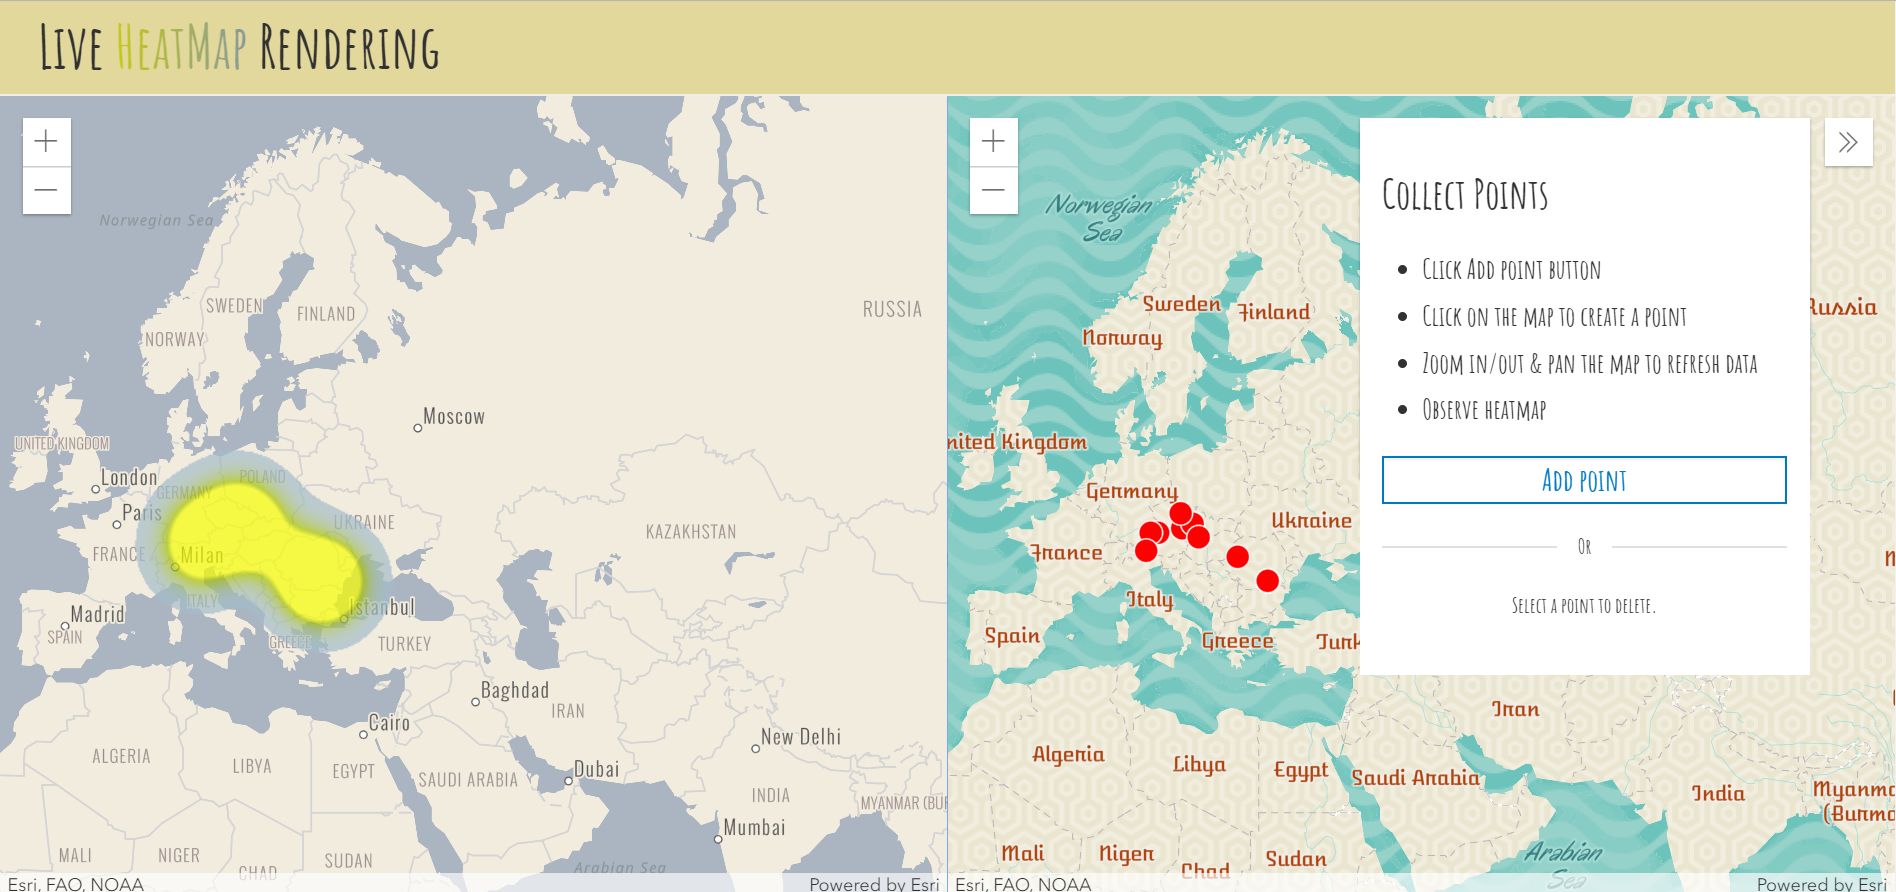 Live HeatMap Rendering
Norwegian Sea
SWEDEN
FINLAND
RUSSIA
NORWAY
Moscow
UNITED KINGDOM
London
POLAND
GERMANY
Paris
UKRAINE
KAZAKHSTAN
FRANCE
Milan
ITALY
Istanbul
Madrid
SPAIN
GREECE
TURKEY
Baghdad
IRAN
Cairo
New Delhi
ALGERIA
LIBYA
EGYPT
SAUDI ARABIA
Dubai
INDIA
MYANMAR (BUR
Mumbai
MALI
NIGER
CHAD
SUDAN
Arabian Sea
Esri, FAO, NOAA
Powered by Esri
Norwegian
Sea
Sweden
Finland
Norway
Russia
nited Kingdom
Germany
Ukraine
France
Italy
Spain
Greece
Turk
Iran
Algeria
Libya
Egypt
Saudi Arabia
India
Myanma
(Burma
Mali
Niger
Chad
Sudan
Arabian
Sea
Collect Points
Click Add point button
Click on the map to create a point
Zoom in/out & pan the map to refresh data
Observe heatmap
Add point
Or
Select a point to delete.
Esri, FAO, NOAA
Powered by Esri